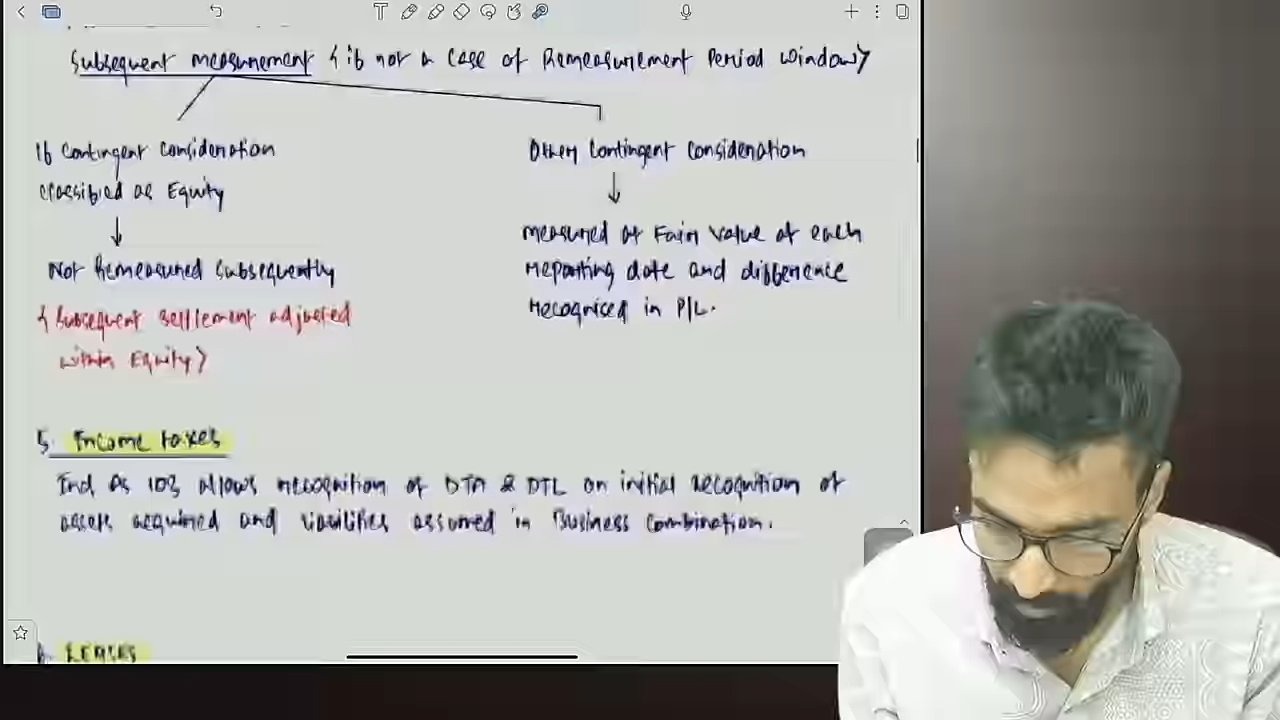 Subsequent measurement {if not a case of Remeasurement Period window}
If Contingent Consideration
classified as Equity
Not Remeasured Subsequently
{Subsequent settlement adjusted
within Equity}
Other Contingent Consideration
Measured at Fair Value at each
Reporting date and difference
Recognised in P/L.
5. Income taxes
Ind As 103 allows recognition of DTA & DTL on initial recognition of
assets acquired and liabilities assumed in Business Combination.
6. LEASES